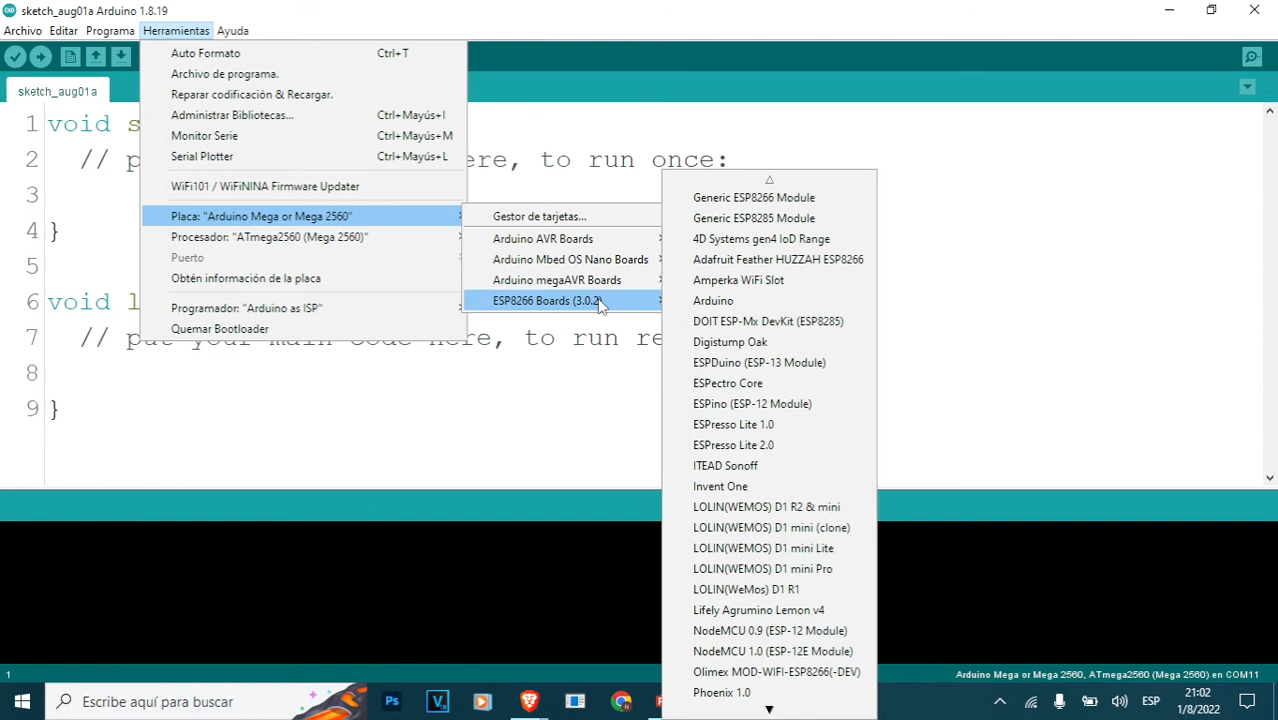 sketch_aug01a Arduino 1.8.19
Archivo Editar Programa Herramientas Ayuda
sketch_aug01a
Auto Formato Ctrl+T
Archivo de programa.
Reparar codificación & Recargar.
Administrar Bibliotecas... Ctrl+Mayús+I
Monitor Serie Ctrl+Mayús+M
Serial Plotter Ctrl+Mayús+L
WiFi101 / WiFiNINA Firmware Updater
Placa: "Arduino Mega or Mega 2560"
Procesador: "ATmega2560 (Mega 2560)"
Puerto
Obtén información de la placa
Programador: "Arduino as ISP"
Quemar Bootloader
Gestor de tarjetas...
Arduino AVR Boards
Arduino Mbed OS Nano Boards
Arduino megaAVR Boards
ESP8266 Boards (3.0.2)
Generic ESP8266 Module
Generic ESP8285 Module
4D Systems gen4 IoD Range
Adafruit Feather HUZZAH ESP8266
Amperka WiFi Slot
Arduino
DOIT ESP-Mx DevKit (ESP8285)
Digistump Oak
ESPDuino (ESP-13 Module)
ESPectro Core
ESPino (ESP-12 Module)
ESPresso Lite 1.0
ESPresso Lite 2.0
ITEAD Sonoff
Invent One
LOLIN(WEMOS) D1 R2 & mini
LOLIN(WEMOS) D1 mini (clone)
LOLIN(WEMOS) D1 mini Lite
LOLIN(WEMOS) D1 mini Pro
LOLIN(WeMos) D1 R1
Lifely Agrumino Lemon v4
NodeMCU 0.9 (ESP-12 Module)
NodeMCU 1.0 (ESP-12E Module)
Olimex MOD-WIFI-ESP8266(-DEV)
Phoenix 1.0
1 void s
2 // p ere, to run once:
3
4 }
5
6 void l
7 // put your main code here, to run re
8
9 }
1 Arduino Mega or Mega 2560, ATmega2560 (Mega 2560) en COM11
Escribe aquí para buscar
Ps
ESP
21:02
1/8/2022